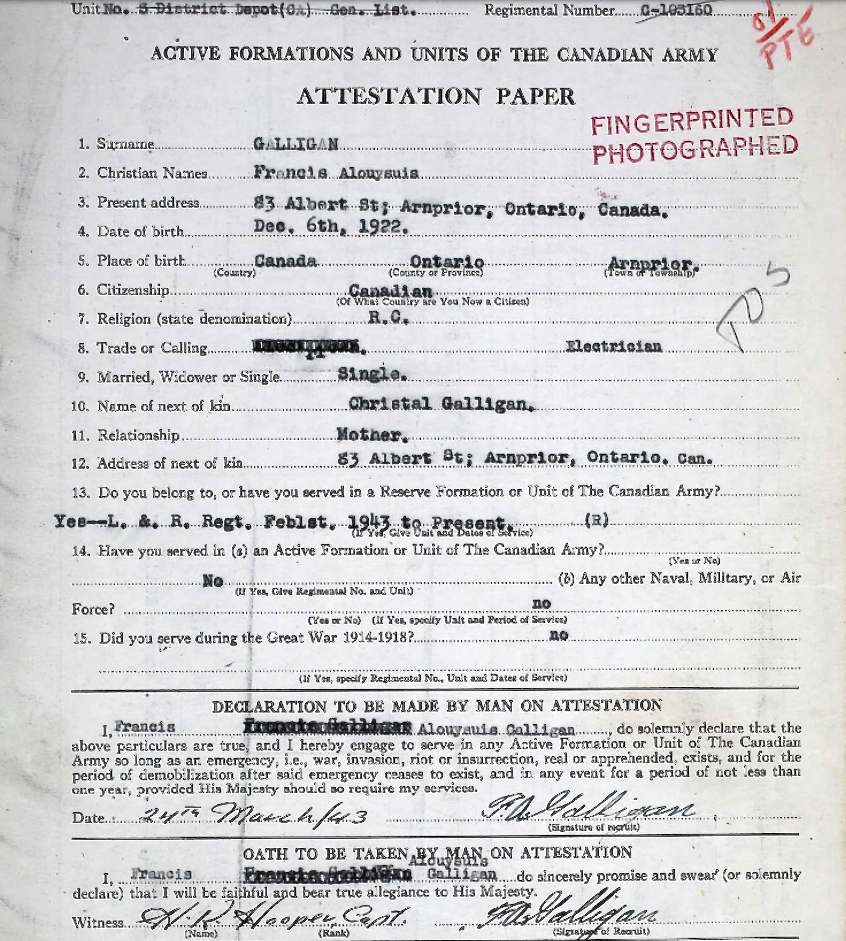 Unit No. 3 District Depot(CA) Gen. List. Regimental Number C-103160
PTE
ACTIVE FORMATIONS AND UNITS OF THE CANADIAN ARMY
ATTESTATION PAPER
FINGERPRINTED
PHOTOGRAPHED
1. Surname GALLIGAN
2. Christian Names Francis Alouysuis
3. Present address 83 Albert St; Arnprior, Ontario, Canada.
4. Date of birth Dec. 6th, 1922.
5. Place of birth Canada Ontario Arnprior.
(Country) (County or Province) (Town or Township)
6. Citizenship Canadian
(Of What Country are You Now a Citizen)
TOS
7. Religion (state denomination) R.C.
8. Trade or Calling Electrician
9. Married, Widower or Single Single.
10. Name of next of kin Christal Galligan.
11. Relationship Mother.
12. Address of next of kin 83 Albert St; Arnprior, Ontario. Can.
13. Do you belong to, or have you served in a Reserve Formation or Unit of The Canadian Army?
Yes--L. &. R. Regt. Feb1st. 1943 to Present. (R)
(If Yes, Give Unit and Dates of Service)
14. Have you served in (a) an Active Formation or Unit of The Canadian Army?
(Yes or No)
No (b) Any other Naval, Military, or Air
(If Yes, Give Regimental No. and Unit)
Force? no
(Yes or No) (If Yes, specify Unit and Period of Service)
15. Did you serve during the Great War 1914-1918? no
(If Yes, specify Regimental No., Unit and Dates of Service)
DECLARATION TO BE MADE BY MAN ON ATTESTATION
I, Francis Francis Galligan Alouysuis Galligan, do solemnly declare that the
above particulars are true, and I hereby engage to serve in any Active Formation or Unit of The Canadian
Army so long as an emergency, i.e., war, invasion, riot or insurrection, real or apprehended, exists, and for the
period of demobilization after said emergency ceases to exist, and in any event for a period of not less than
one year, provided His Majesty should so require my services.
Date 24th March/43 F.A. Galligan
(Signature of recruit)
OATH TO BE TAKEN BY MAN ON ATTESTATION
Alouysuis
I, Francis Francis Galligan Galligan do sincerely promise and swear (or solemnly
declare) that I will be faithful and bear true allegiance to His Majesty.
Witness H.R. Hooper, Capt. F.A. Galligan
(Name) (Rank) (Signature of Recruit)